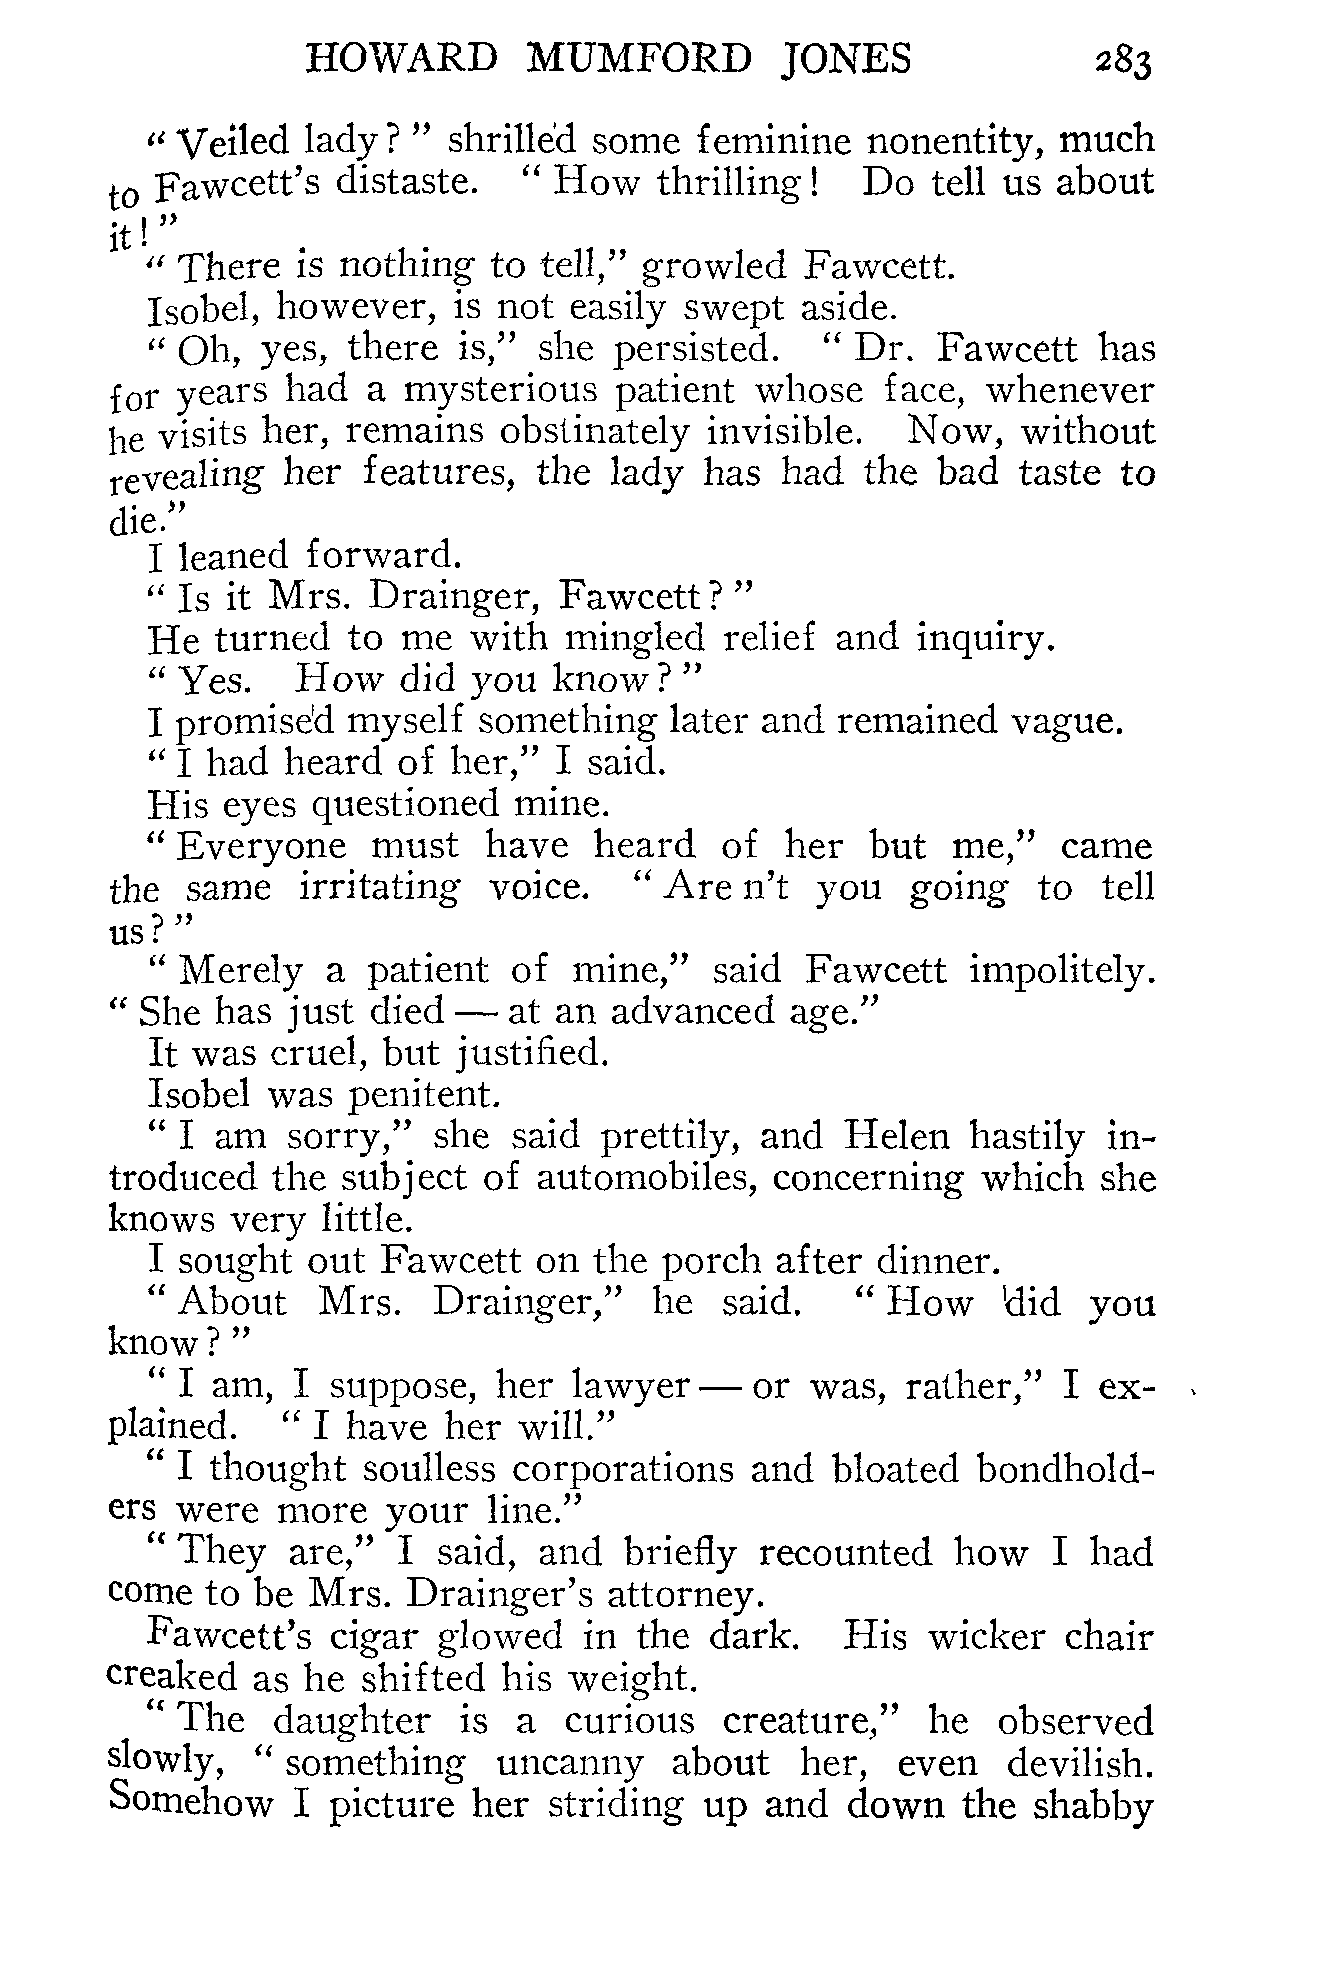 HOWARD MUMFORD JONES 283
“ Veiled lady? ” shrilled some feminine nonentity, much
to Fawcett’s distaste. “ How thrilling! Do tell us about
it! ”
“ There is nothing to tell,” growled Fawcett.
Isobel, however, is not easily swept aside.
“ Oh, yes, there is,” she persisted. “ Dr. Fawcett has
for years had a mysterious patient whose face, whenever
he visits her, remains obstinately invisible. Now, without
revealing her features, the lady has had the bad taste to
die.”
I leaned forward.
“ Is it Mrs. Drainger, Fawcett? ”
He turned to me with mingled relief and inquiry.
“ Yes. How did you know? ”
I promised myself something later and remained vague.
“ I had heard of her,” I said.
His eyes questioned mine.
“ Everyone must have heard of her but me,” came
the same irritating voice. “ Are n’t you going to tell
us? ”
“ Merely a patient of mine,” said Fawcett impolitely.
“ She has just died — at an advanced age.”
It was cruel, but justified.
Isobel was penitent.
“ I am sorry,” she said prettily, and Helen hastily in-
troduced the subject of automobiles, concerning which she
knows very little.
I sought out Fawcett on the porch after dinner.
“ About Mrs. Drainger,” he said. “ How did you
know? ”
“ I am, I suppose, her lawyer — or was, rather,” I ex-
plained. “ I have her will.”
“ I thought soulless corporations and bloated bondhold-
ers were more your line.”
“ They are,” I said, and briefly recounted how I had
come to be Mrs. Drainger’s attorney.
Fawcett’s cigar glowed in the dark. His wicker chair
creaked as he shifted his weight.
“ The daughter is a curious creature,” he observed
slowly, “ something uncanny about her, even devilish.
Somehow I picture her striding up and down the shabby